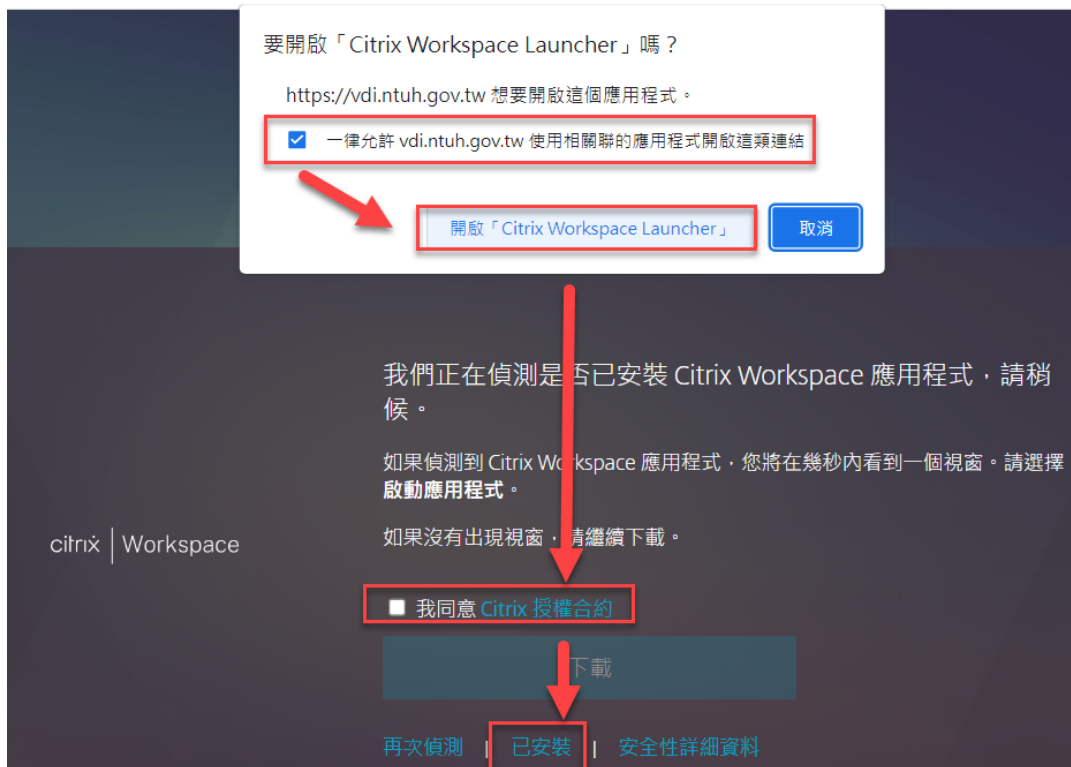 要開啟「Citrix Workspace Launcher」嗎？
https://vdi.ntuh.gov.tw 想要開啟這個應用程式。
一律允許 vdi.ntuh.gov.tw 使用相關聯的應用程式開啟這類連結
開啟「Citrix Workspace Launcher」 取消
我們正在偵測是否已安裝 Citrix Workspace 應用程式，請稍
候。
如果偵測到 Citrix Workspace 應用程式，您將在幾秒內看到一個視窗。請選擇
啟動應用程式。
citrix | Workspace
如果沒有出現視窗，請繼續下載。
我同意 Citrix 授權合約
下載
再次偵測 | 已安裝 | 安全性詳細資料